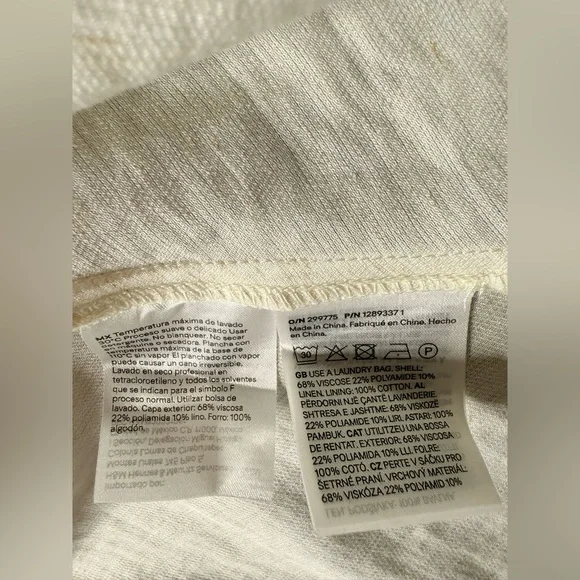 MX Temperatura máxima de lavado
30°C Proceso suave o delicado Usar
detergente. No blanquear. No secar
en máquina o secadora. Plancha con
temperatura máxima de la base de
110°C sin vapor El planchado con vapor
puede causar un daño irreversible.
Lavado en seco profesional en
tetracloroetileno y todos los solventes
que se indican para el símbolo F
proceso normal. Utilizar bolsa de
lavado. Capa exterior: 68% viscosa
22% poliamida 10% lino. Forro: 100%
algodón.
O/N 299775 P/N 1289337 1
Made in China. Fabriqué en Chine. Hecho
en China.
30
P
GB USE A LAUNDRY BAG, SHELL:
68% VISCOSE 22% POLYAMIDE 10%
LINEN. LINING: 100% COTTON. AL
PËRDORNI NJË ÇANTË LAVANDERIE.
SHTRESA E JASHTME: 68% VISKOZË
22% POLIAMIDE 10% LIRI. ASTARI: 100%
PAMBUK. CAT UTILITZEU UNA BOSSA
DE RENTAT. EXTERIOR: 68% VISCOSA
22% POLIAMIDA 10% LLI. FOLRE:
100% COTÓ. CZ PERTE V SÁČKU PRO
ŠETRNÉ PRANÍ. VRCHOVÝ MATERIÁL:
68% VISKÓZA 22% POLYAMID 10%